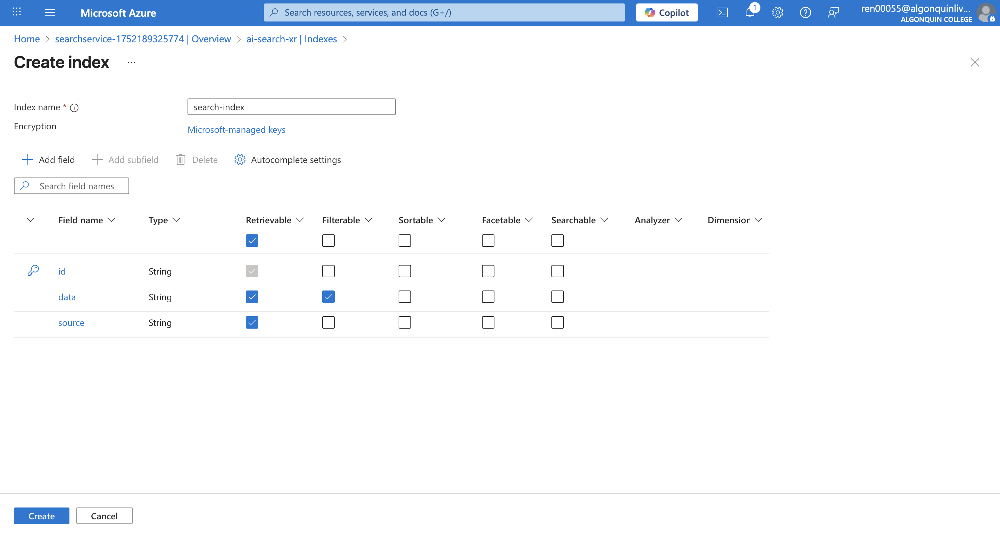 Microsoft Azure
Search resources, services, and docs (G+/)
Copilot
1
ren00055@algonquinliv...
ALGONQUIN COLLEGE
Home > searchservice-1752189325774 | Overview > ai-search-xr | Indexes >
Create index ...
Index name * i
search-index
Encryption
Microsoft-managed keys
+ Add field + Add subfield Delete Autocomplete settings
Search field names
Field name Type Retrievable Filterable Sortable Facetable Searchable Analyzer Dimension
id String
data String
source String
Create Cancel